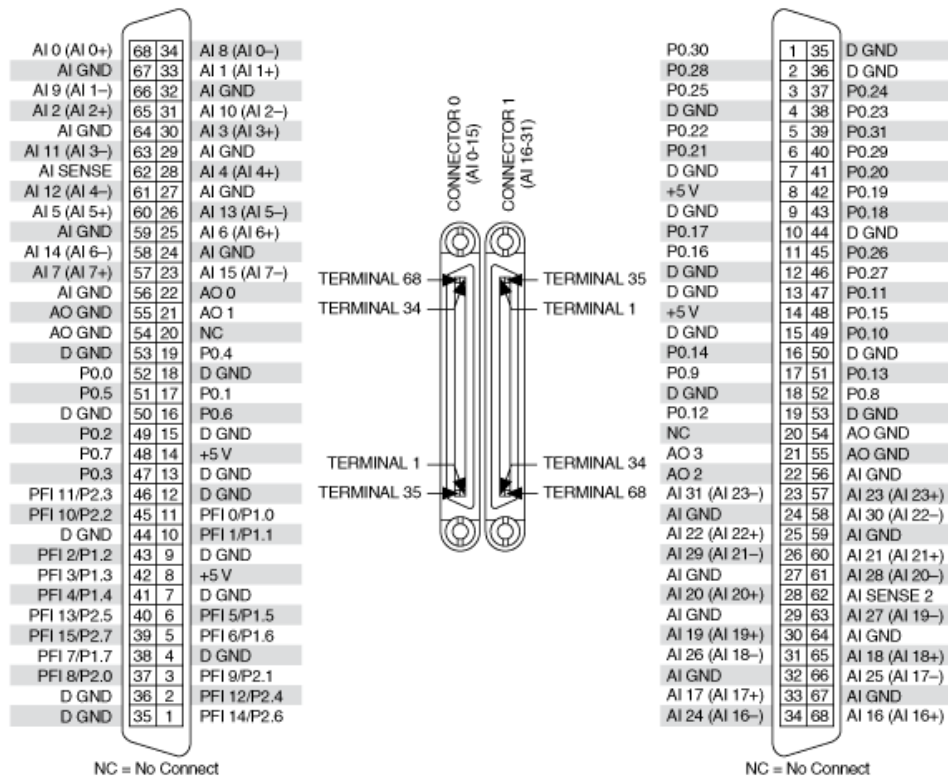 AI 0 (AI 0+) 68 34 AI 8 (AI 0–)
AI GND 67 33 AI 1 (AI 1+)
AI 9 (AI 1–) 66 32 AI GND
AI 2 (AI 2+) 65 31 AI 10 (AI 2–)
AI GND 64 30 AI 3 (AI 3+)
AI 11 (AI 3–) 63 29 AI GND
AI SENSE 62 28 AI 4 (AI 4+)
AI 12 (AI 4–) 61 27 AI GND
AI 5 (AI 5+) 60 26 AI 13 (AI 5–)
AI GND 59 25 AI 6 (AI 6+)
AI 14 (AI 6–) 58 24 AI GND
AI 7 (AI 7+) 57 23 AI 15 (AI 7–)
AI GND 56 22 AO 0
AO GND 55 21 AO 1
AO GND 54 20 NC
D GND 53 19 P0.4
P0.0 52 18 D GND
P0.5 51 17 P0.1
D GND 50 16 P0.6
P0.2 49 15 D GND
P0.7 48 14 +5 V
P0.3 47 13 D GND
PFI 11/P2.3 46 12 D GND
PFI 10/P2.2 45 11 PFI 0/P1.0
D GND 44 10 PFI 1/P1.1
PFI 2/P1.2 43 9 D GND
PFI 3/P1.3 42 8 +5 V
PFI 4/P1.4 41 7 D GND
PFI 13/P2.5 40 6 PFI 5/P1.5
PFI 15/P2.7 39 5 PFI 6/P1.6
PFI 7/P1.7 38 4 D GND
PFI 8/P2.0 37 3 PFI 9/P2.1
D GND 36 2 PFI 12/P2.4
D GND 35 1 PFI 14/P2.6
NC = No Connect
CONNECTOR 0
(AI 0-15)
CONNECTOR 1
(AI 16-31)
TERMINAL 68
TERMINAL 34
TERMINAL 35
TERMINAL 1
TERMINAL 1
TERMINAL 35
TERMINAL 34
TERMINAL 68
P0.30 1 35 D GND
P0.28 2 36 D GND
P0.25 3 37 P0.24
D GND 4 38 P0.23
P0.22 5 39 P0.31
P0.21 6 40 P0.29
D GND 7 41 P0.20
+5 V 8 42 P0.19
D GND 9 43 P0.18
P0.17 10 44 D GND
P0.16 11 45 P0.26
D GND 12 46 P0.27
D GND 13 47 P0.11
+5 V 14 48 P0.15
D GND 15 49 P0.10
P0.14 16 50 D GND
P0.9 17 51 P0.13
D GND 18 52 P0.8
P0.12 19 53 D GND
NC 20 54 AO GND
AO 3 21 55 AO GND
AO 2 22 56 AI GND
AI 31 (AI 23–) 23 57 AI 23 (AI 23+)
AI GND 24 58 AI 30 (AI 22–)
AI 22 (AI 22+) 25 59 AI GND
AI 29 (AI 21–) 26 60 AI 21 (AI 21+)
AI GND 27 61 AI 28 (AI 20–)
AI 20 (AI 20+) 28 62 AI SENSE 2
AI GND 29 63 AI 27 (AI 19–)
AI 19 (AI 19+) 30 64 AI GND
AI 26 (AI 18–) 31 65 AI 18 (AI 18+)
AI GND 32 66 AI 25 (AI 17–)
AI 17 (AI 17+) 33 67 AI GND
AI 24 (AI 16–) 34 68 AI 16 (AI 16+)
NC = No Connect